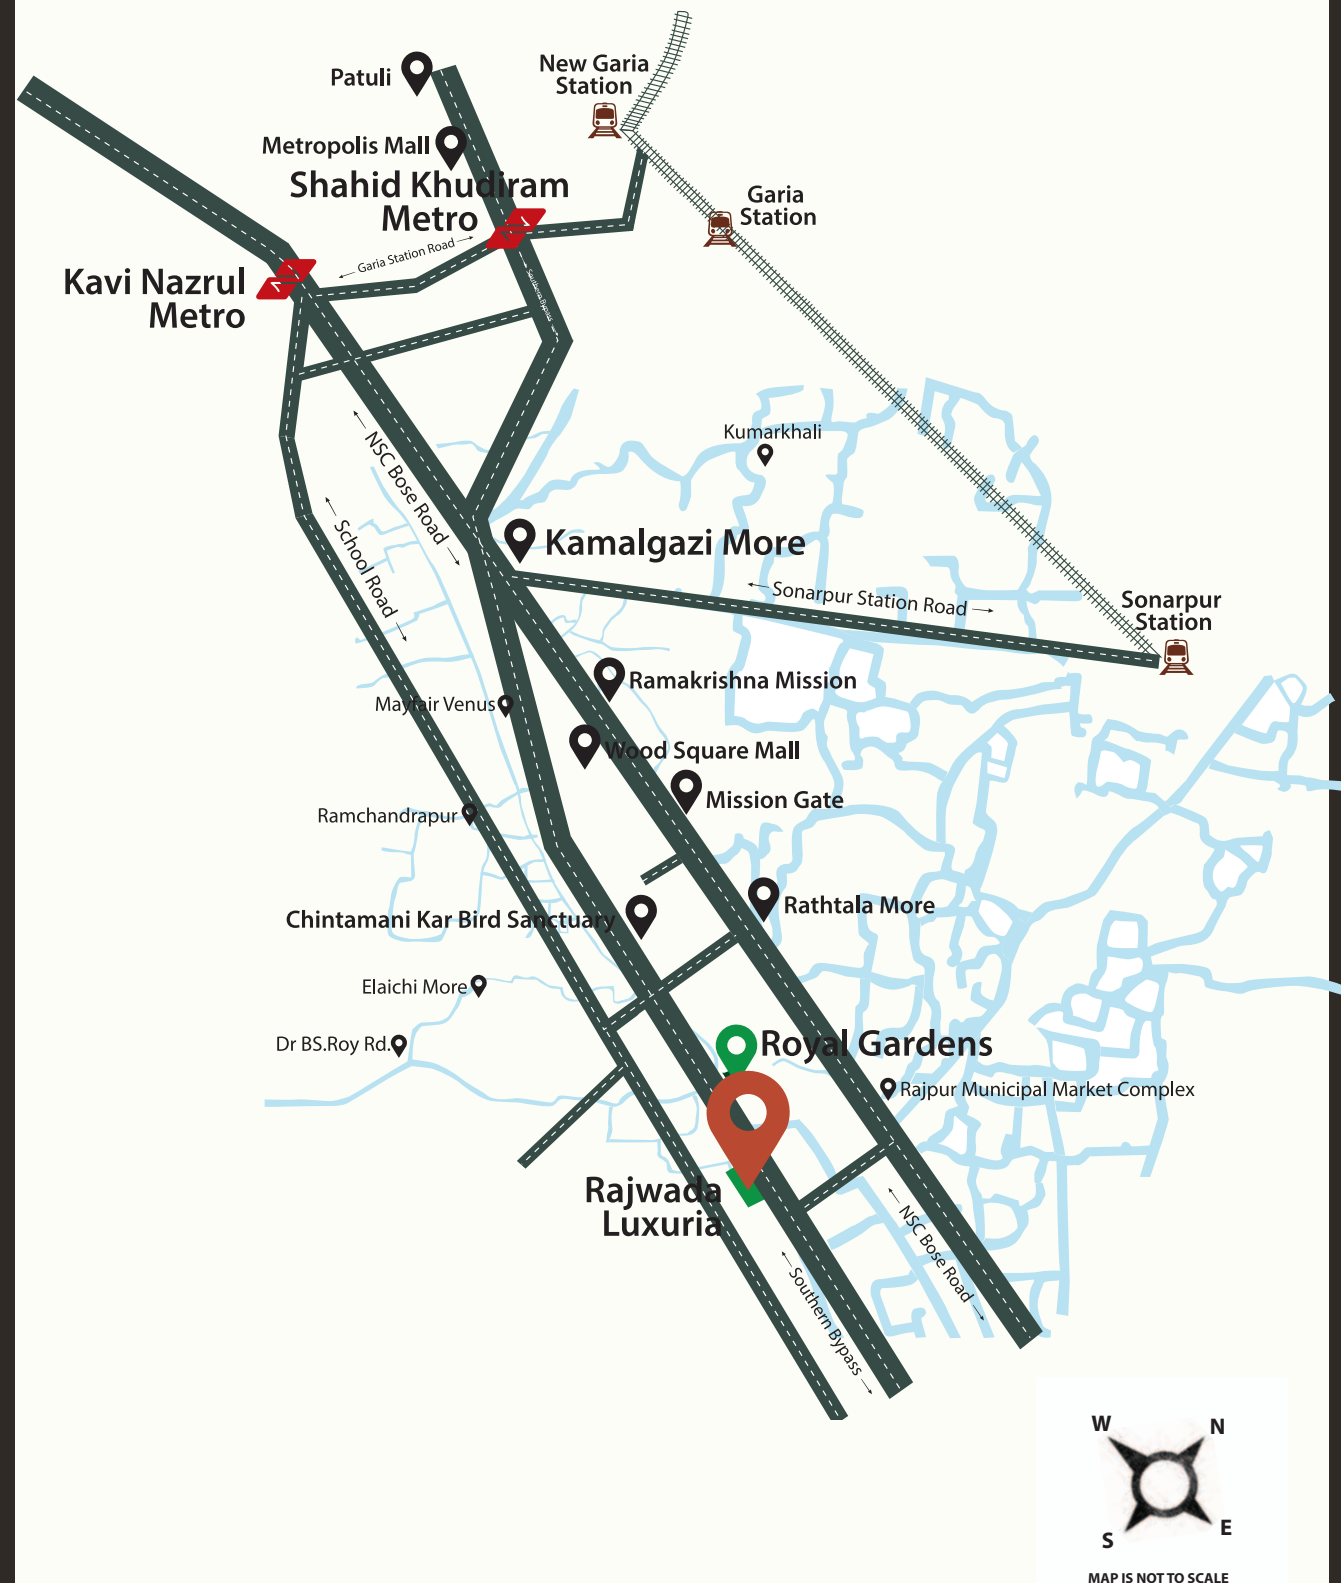 Patuli
New Garia
Station
Metropolis Mall
Shahid Khudiram
Metro
Garia
Station
Garia Station Road
Kavi Nazrul
Metro
Southern Bypass
Kumarkhali
NSC Bose Road
School Road
Kamalgazi More
Sonarpur Station Road
Sonarpur
Station
Ramakrishna Mission
Mayfair Venus
Wood Square Mall
Mission Gate
Ramchandrapur
Rathtala More
Chintamani Kar Bird Sanctuary
Elaichi More
Dr BS.Roy Rd.
Royal Gardens
Rajpur Municipal Market Complex
Rajwada
Luxuria
NSC Bose Road
Southern Bypass
W
N
S
E
MAP IS NOT TO SCALE